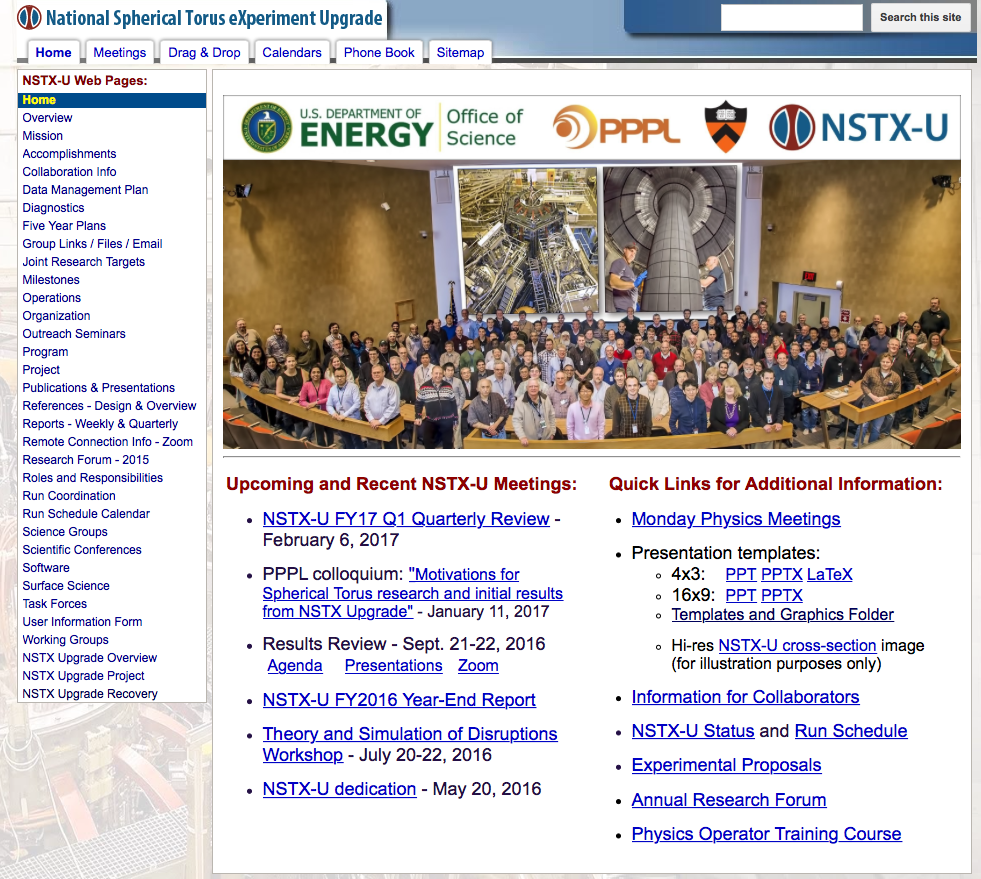 National Spherical Torus eXperiment Upgrade
Search this site
Home
Meetings
Drag & Drop
Calendars
Phone Book
Sitemap
NSTX-U Web Pages:
Home
Overview
Mission
Accomplishments
Collaboration Info
Data Management Plan
Diagnostics
Five Year Plans
Group Links / Files / Email
Joint Research Targets
Milestones
Operations
Organization
Outreach Seminars
Program
Project
Publications & Presentations
References - Design & Overview
Reports - Weekly & Quarterly
Remote Connection Info - Zoom
Research Forum - 2015
Roles and Responsibilities
Run Coordination
Run Schedule Calendar
Science Groups
Scientific Conferences
Software
Surface Science
Task Forces
User Information Form
Working Groups
NSTX Upgrade Overview
NSTX Upgrade Project
NSTX Upgrade Recovery
U.S. DEPARTMENT OF
ENERGY
Office of
Science
PPPL
NSTX-U
Upcoming and Recent NSTX-U Meetings:
NSTX-U FY17 Q1 Quarterly Review -
February 6, 2017
PPPL colloquium: "Motivations for
Spherical Torus research and initial results
from NSTX Upgrade" - January 11, 2017
Results Review - Sept. 21-22, 2016
Agenda Presentations Zoom
NSTX-U FY2016 Year-End Report
Theory and Simulation of Disruptions
Workshop - July 20-22, 2016
NSTX-U dedication - May 20, 2016
Quick Links for Additional Information:
Monday Physics Meetings
Presentation templates:
4x3: PPT PPTX LaTeX
16x9: PPT PPTX
Templates and Graphics Folder
Hi-res NSTX-U cross-section image
(for illustration purposes only)
Information for Collaborators
NSTX-U Status and Run Schedule
Experimental Proposals
Annual Research Forum
Physics Operator Training Course